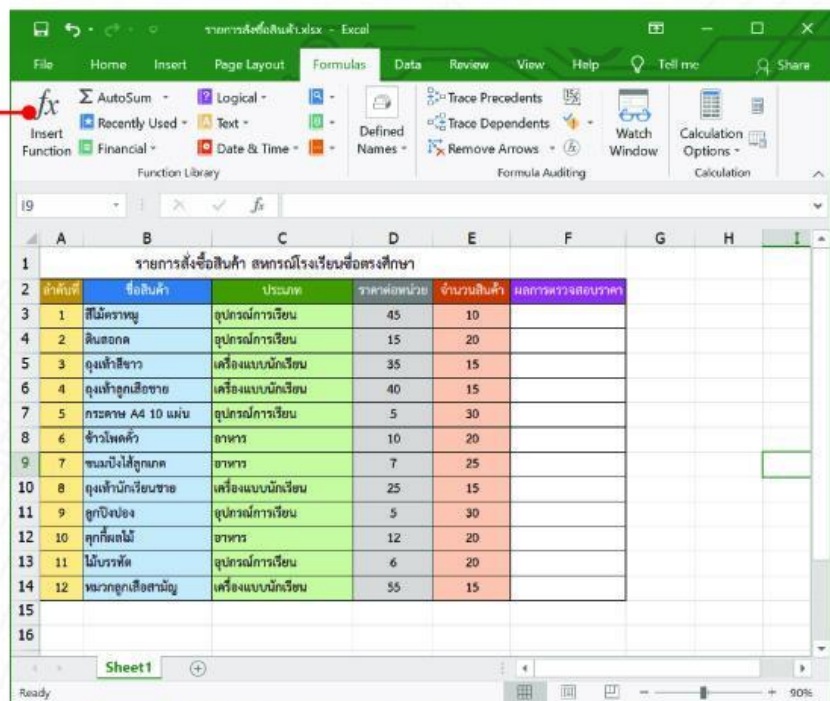 รายการสั่งซื้อสินค้า.xlsx - Excel
File Home Insert Page Layout Formulas Data Review View Help Tell me Share
fx Insert Function
Σ AutoSum
Recently Used
Financial
Logical
Text
Date & Time
Function Library
Defined Names
Trace Precedents
Trace Dependents
Remove Arrows
Formula Auditing
Watch Window
Calculation Options
Calculation
I9 fx
A B C D E F G H I
1 รายการสั่งซื้อสินค้า สหกรณ์โรงเรียนซื่อตรงศึกษา
2 ลำดับที่ ชื่อสินค้า ประเภท ราคาต่อหน่วย จำนวนสินค้า ผลการตรวจสอบราคา
3 1 สีไม้ตราหมู อุปกรณ์การเรียน 45 10
4 2 ดินสอกด อุปกรณ์การเรียน 15 20
5 3 ถุงเท้าสีขาว เครื่องแบบนักเรียน 35 15
6 4 ถุงเท้าลูกเสือชาย เครื่องแบบนักเรียน 40 15
7 5 กระดาษ A4 10 แผ่น อุปกรณ์การเรียน 5 30
8 6 ข้าวโพดคั่ว อาหาร 10 20
9 7 ขนมปังไส้ลูกเกด อาหาร 7 25
10 8 ถุงเท้านักเรียนชาย เครื่องแบบนักเรียน 25 15
11 9 ลูกปิงปอง อุปกรณ์การเรียน 5 30
12 10 คุกกี้ผลไม้ อาหาร 12 20
13 11 ไม้บรรทัด อุปกรณ์การเรียน 6 20
14 12 หมวกลูกเสือสามัญ เครื่องแบบนักเรียน 55 15
15
16
Sheet1
Ready 90%